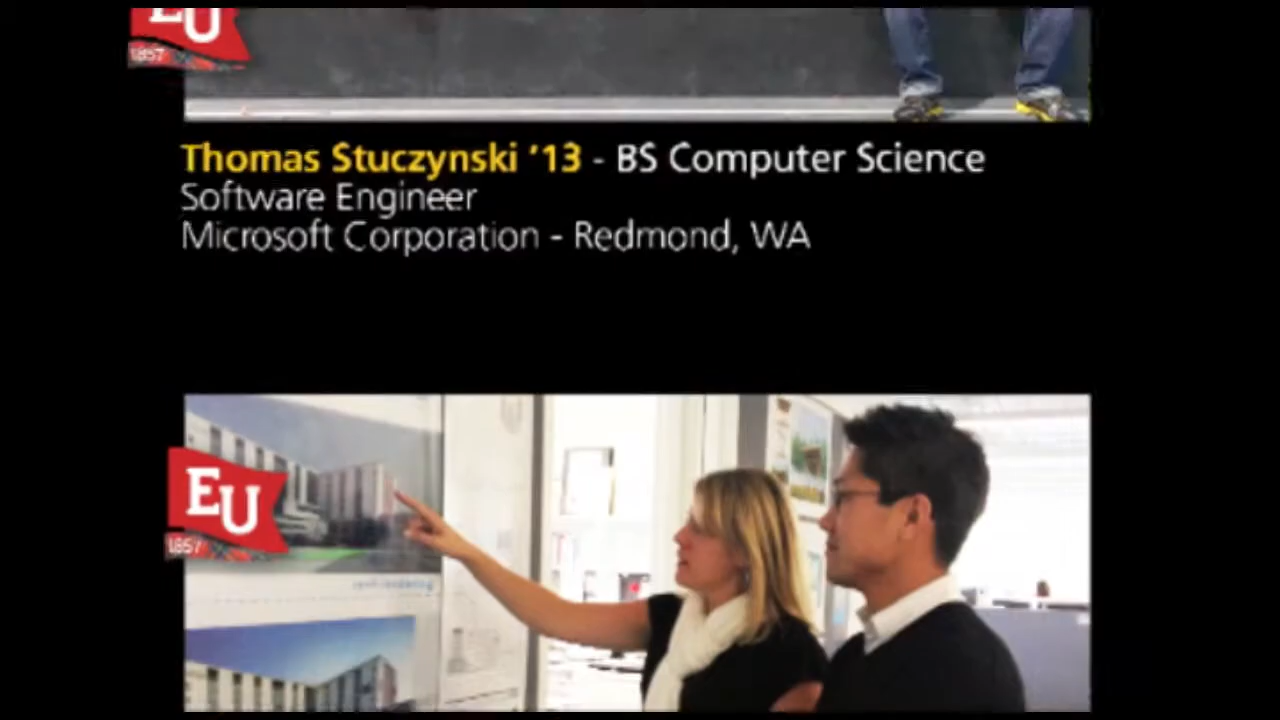 EU
1857
Thomas Stuczynski ’13 - BS Computer Science
Software Engineer
Microsoft Corporation - Redmond, WA
EU
1857